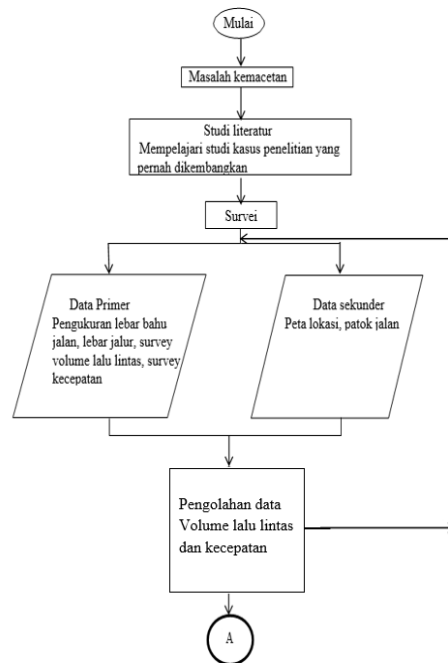 Mulai
Masalah kemacetan
Studi literatur
Mempelajari studi kasus penelitian yang
pernah dikembangkan
Survei
Data Primer
Pengukuran lebar bahu
jalan, lebar jalur, survey
volume lalu lintas, survey
kecepatan
Data sekunder
Peta lokasi, patok jalan
Pengolahan data
Volume lalu lintas
dan kecepatan
A